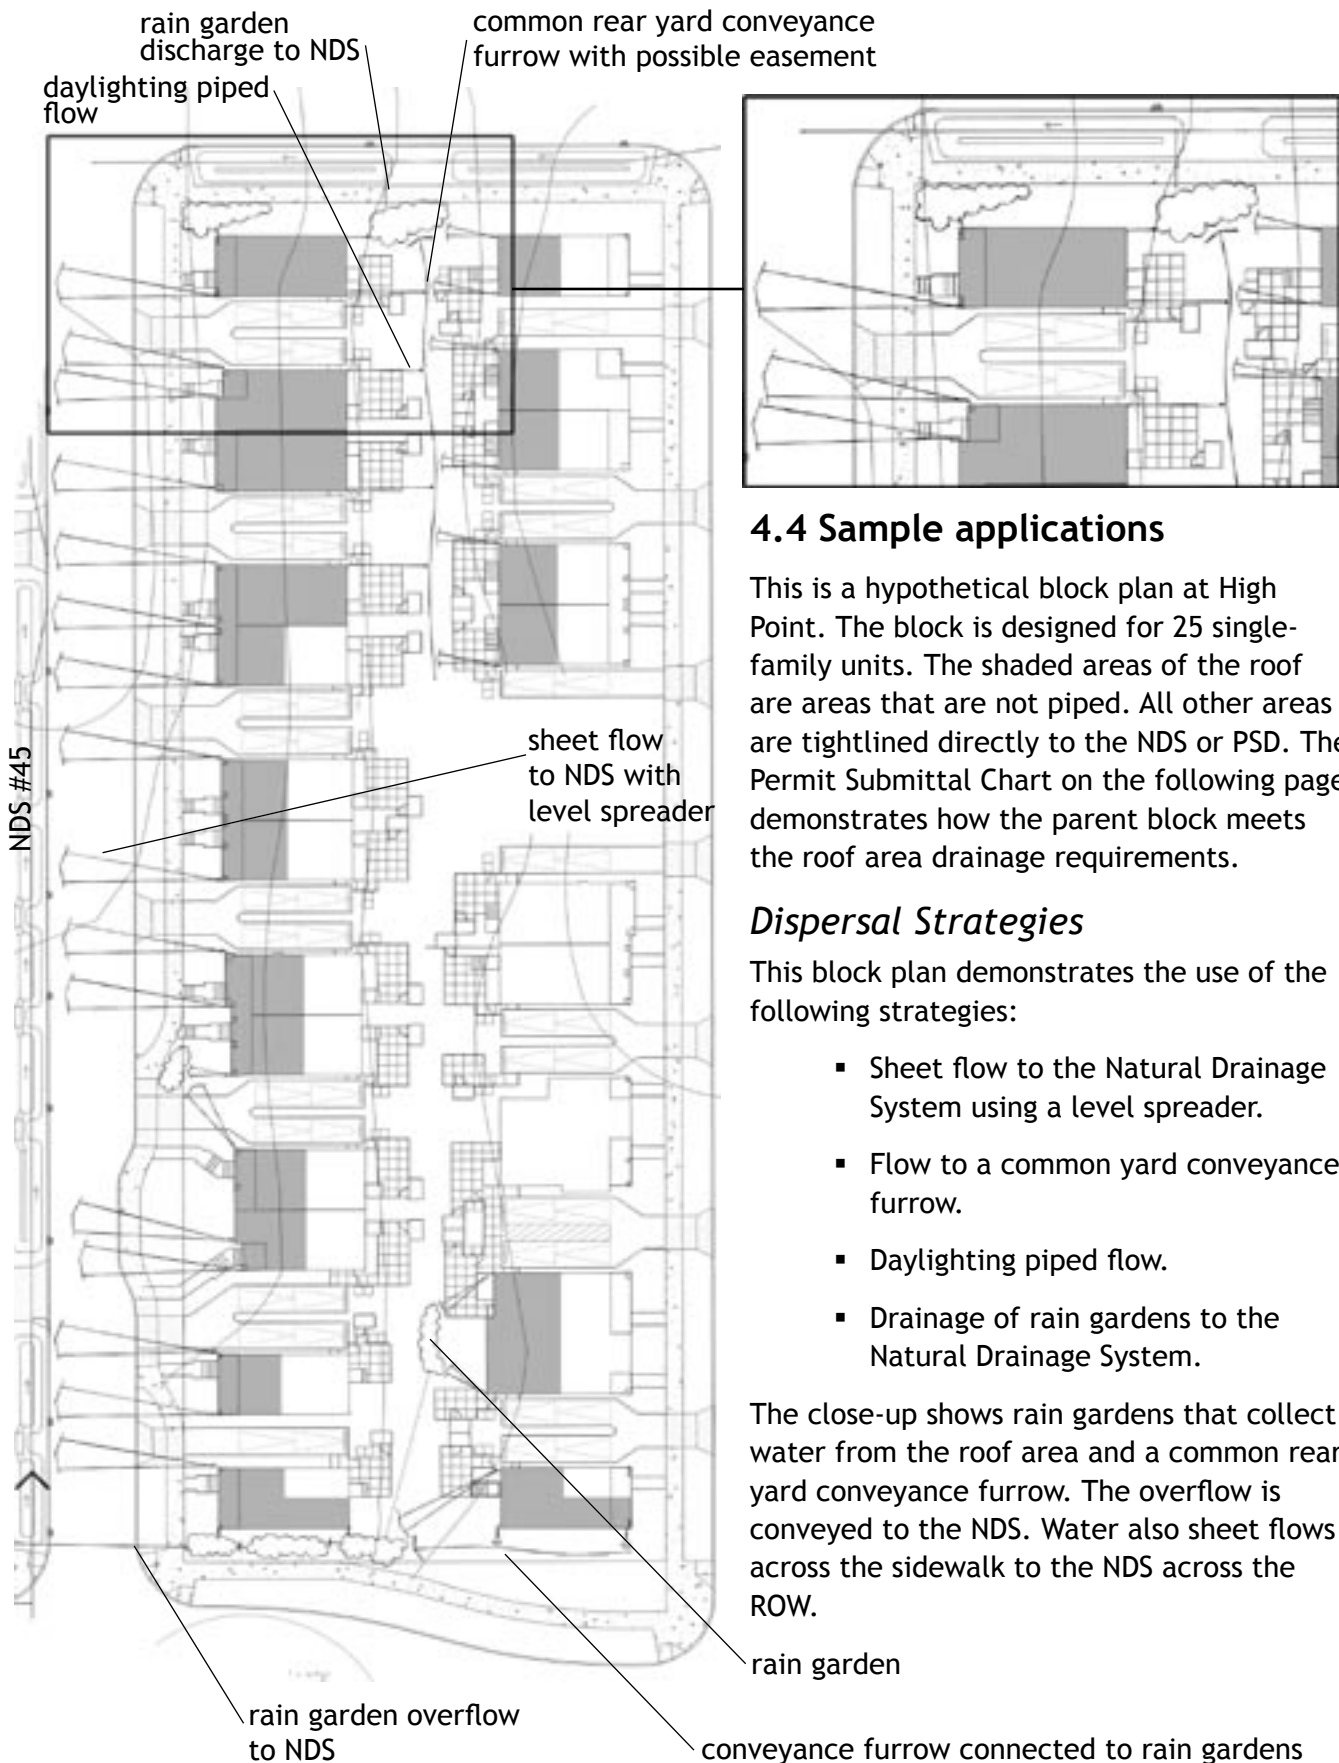 rain garden
discharge to NDS
common rear yard conveyance
furrow with possible easement
daylighting piped
flow
sheet flow
to NDS with
level spreader
NDS #45
4.4 Sample applications
This is a hypothetical block plan at High
Point. The block is designed for 25 single-
family units. The shaded areas of the roof
are areas that are not piped. All other areas
are tightlined directly to the NDS or PSD. The
Permit Submittal Chart on the following page
demonstrates how the parent block meets
the roof area drainage requirements.
Dispersal Strategies
This block plan demonstrates the use of the
following strategies:
▪ Sheet flow to the Natural Drainage
System using a level spreader.
▪ Flow to a common yard conveyance
furrow.
▪ Daylighting piped flow.
▪ Drainage of rain gardens to the
Natural Drainage System.
The close-up shows rain gardens that collect
water from the roof area and a common rear
yard conveyance furrow. The overflow is
conveyed to the NDS. Water also sheet flows
across the sidewalk to the NDS across the
ROW.
rain garden
rain garden overflow
to NDS
conveyance furrow connected to rain gardens